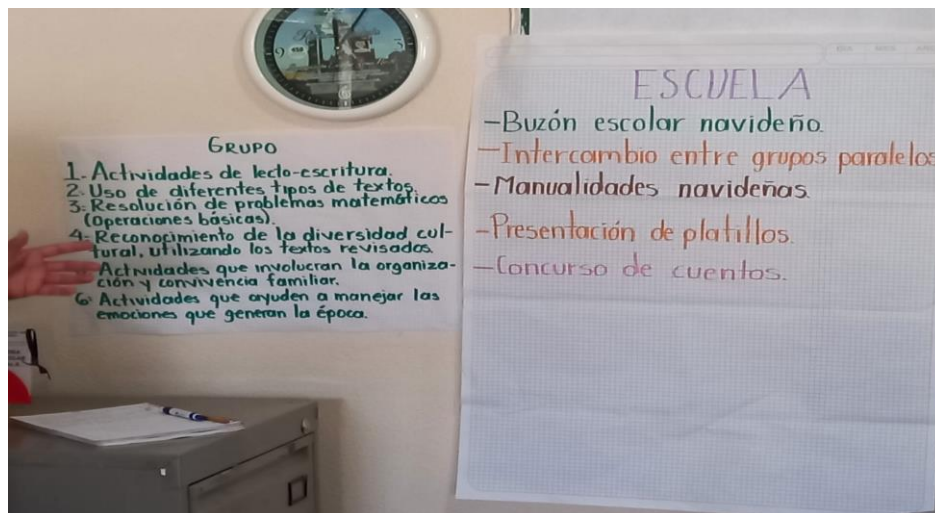 GRUPO
1.- Actividades de lecto-escritura.
2. Uso de diferentes tipos de textos.
3.- Resolución de problemas matemáticos
(Operaciones básicas).
4.- Reconocimiento de la diversidad cul-
tural, utilizando los textos revisados.
Actividades que involucran la organiza-
ción y convivencia familiar.
6. Actividades que ayuden a manejar las
emociones que generan la época.
ESCUELA
-Buzón escolar navideño.
-Intercambio entre grupos paralelos
-Manualidades navideñas.
-Presentación de platillos.
-Concurso de cuentos.
9
3
6